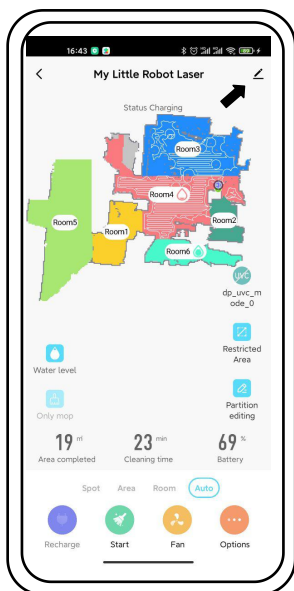 16:43
My Little Robot Laser
Status Charging
Room3
Room4
Room5
Room1
Room2
Room6
uvc
dp_uvc_m
ode_0
Restricted
Area
Water level
Partition
editing
Only mop
19 ㎡
23 min
69 %
Area completed
Cleaning time
Battery
Spot Area Room Auto
Recharge
Start
Fan
Options